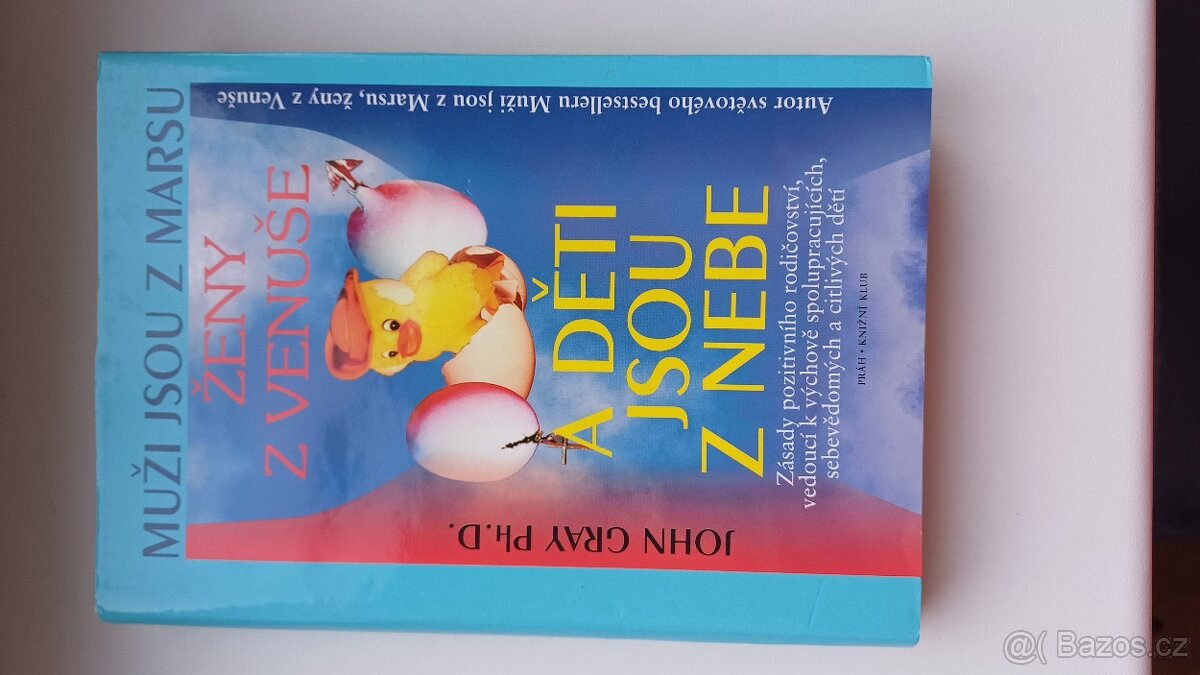 MUŽI JSOU Z MARSU
ŽENY
Z VENUŠE
Autor světového bestselleru Muži jsou z Marsu, ženy z Venuše
A DĚTI
JSOU
Z NEBE
JOHN GRAY Ph.D.
Zásady pozitivního rodičovství,
vedoucí k výchově spolupracujících,
sebevědomých a citlivých dětí
PRÁH • KNIŽNÍ KLUB
@( Bazos.cz